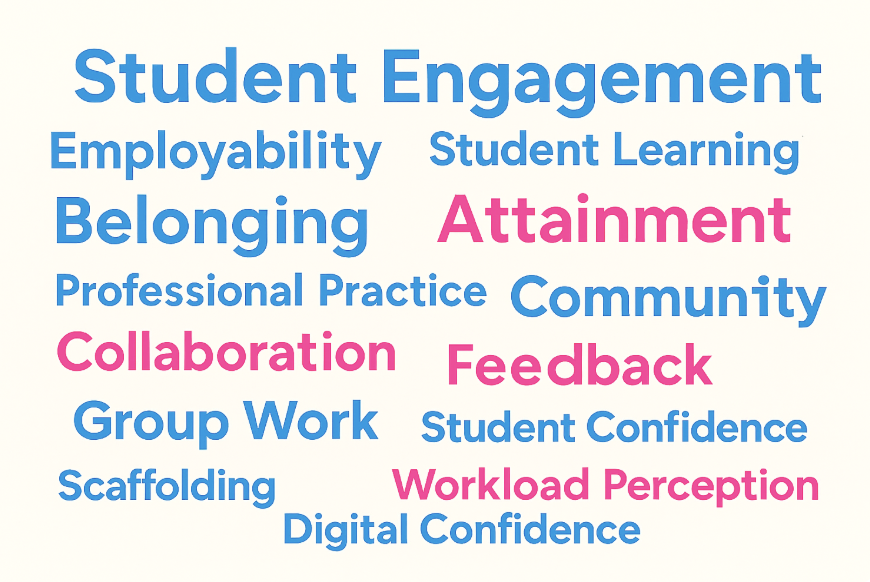 Student Engagement
Employability Student Learning
Belonging Attainment
Professional Practice Community
Collaboration Feedback
Group Work Student Confidence
Scaffolding Workload Perception
Digital Confidence